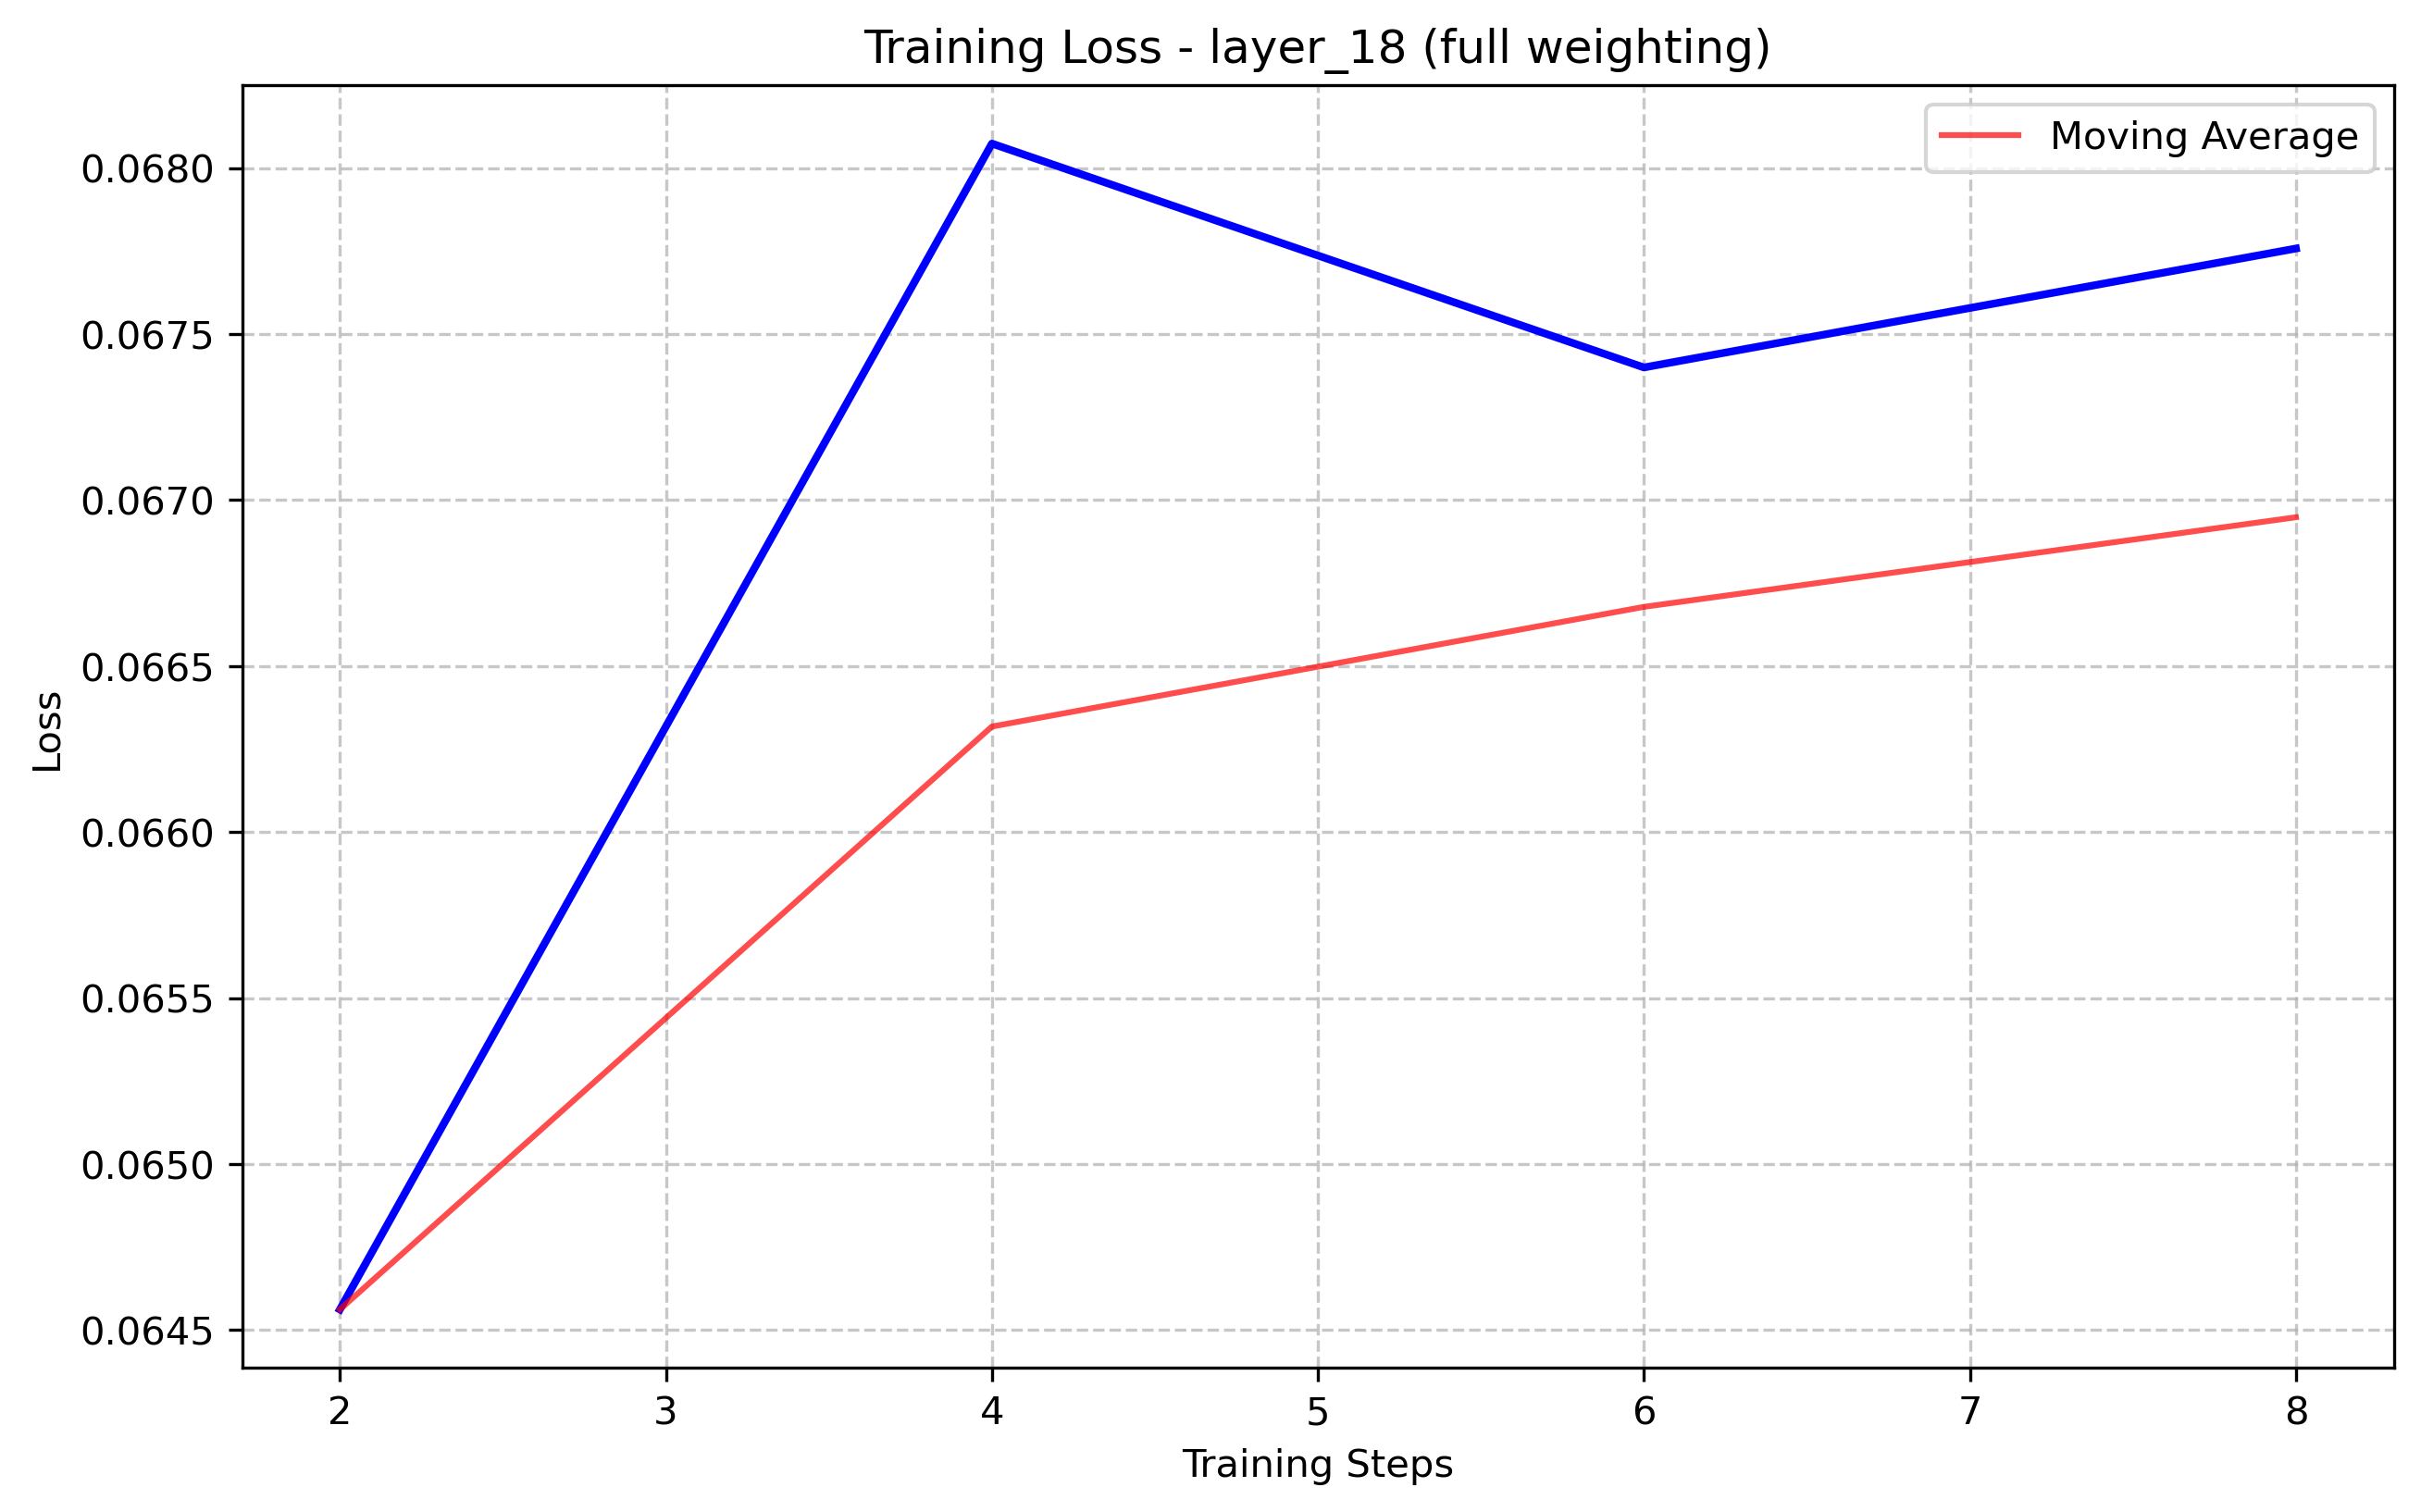 Training Loss - layer_18 (full weighting)
Moving Average
0.0680
0.0675
0.0670
0.0665
0.0660
0.0655
0.0650
0.0645
Loss
2 3 4 5 6 7 8
Training Steps